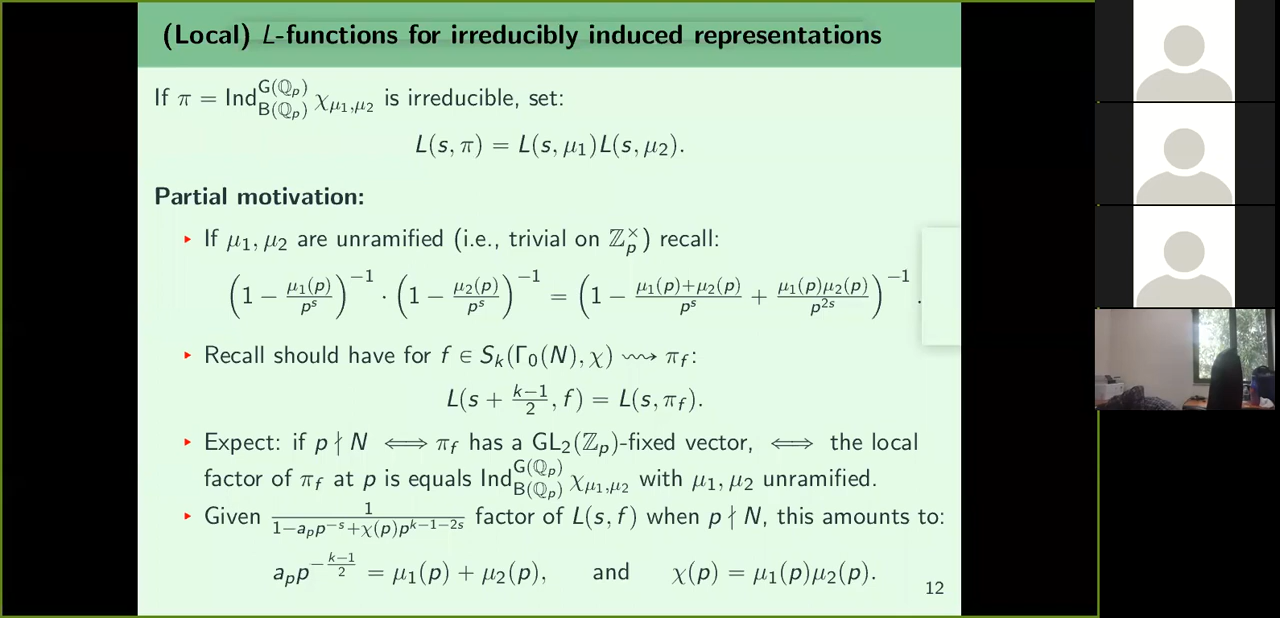 (Local) L-functions for irreducibly induced representations
If π = Ind_{B(ℚ_p)}^{G(ℚ_p)} χ_{μ₁,μ₂} is irreducible, set:
L(s, π) = L(s, μ₁)L(s, μ₂).
Partial motivation:
▸ If μ₁, μ₂ are unramified (i.e., trivial on ℤ_p^×) recall:
(1 − μ₁(p)/p^s)^{−1} · (1 − μ₂(p)/p^s)^{−1} = (1 − (μ₁(p)+μ₂(p))/p^s + μ₁(p)μ₂(p)/p^{2s})^{−1}.
▸ Recall should have for f ∈ S_k(Γ₀(N), χ) ⇝ π_f:
L(s + (k−1)/2, f) = L(s, π_f).
▸ Expect: if p ∤ N ⟺ π_f has a GL₂(ℤ_p)-fixed vector, ⟺ the local
factor of π_f at p is equals Ind_{B(ℚ_p)}^{G(ℚ_p)} χ_{μ₁,μ₂} with μ₁, μ₂ unramified.
▸ Given 1/(1−a_p p^{−s}+χ(p)p^{k−1−2s}) factor of L(s, f) when p ∤ N, this amounts to:
a_p p^{−(k−1)/2} = μ₁(p) + μ₂(p), and χ(p) = μ₁(p)μ₂(p).
12